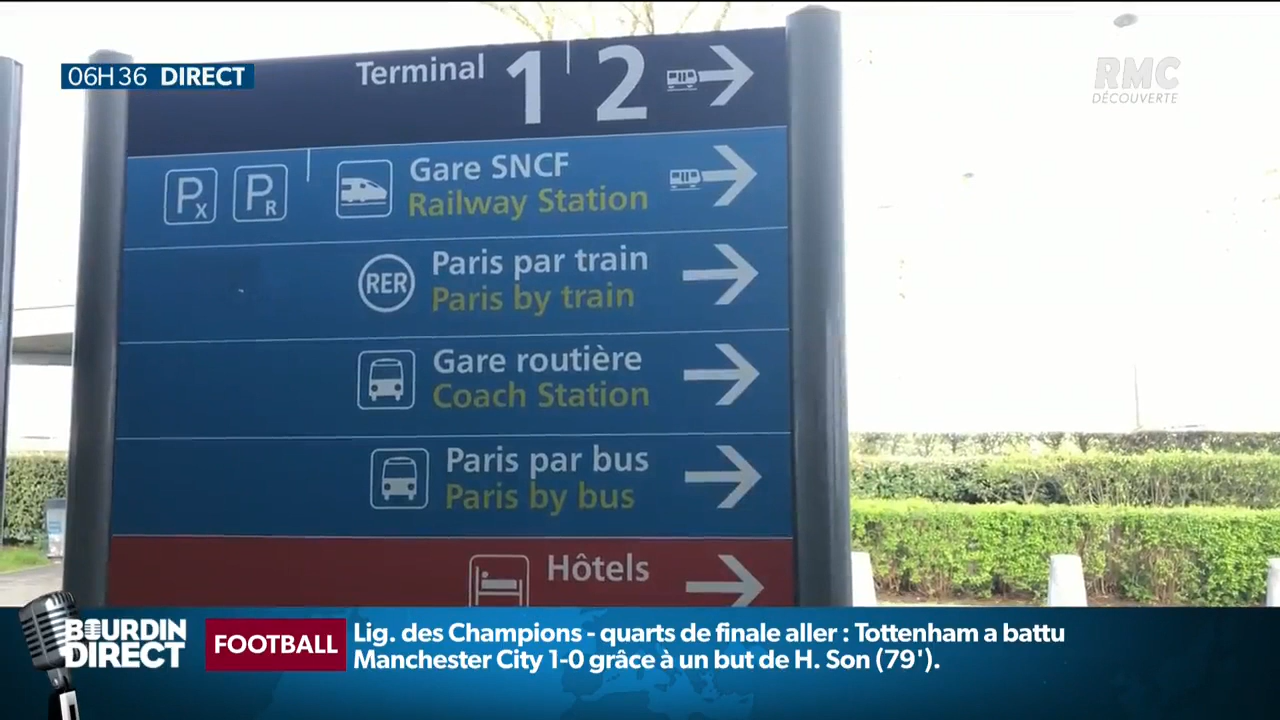 06H36 DIRECT
RMC
DÉCOUVERTE
Terminal 1 2
PX PR Gare SNCF
Railway Station
RER Paris par train
Paris by train
Gare routière
Coach Station
Paris par bus
Paris by bus
Hôtels
BOURDIN
DIRECT
FOOTBALL
Lig. des Champions - quarts de finale aller : Tottenham a battu
Manchester City 1-0 grâce à un but de H. Son (79').